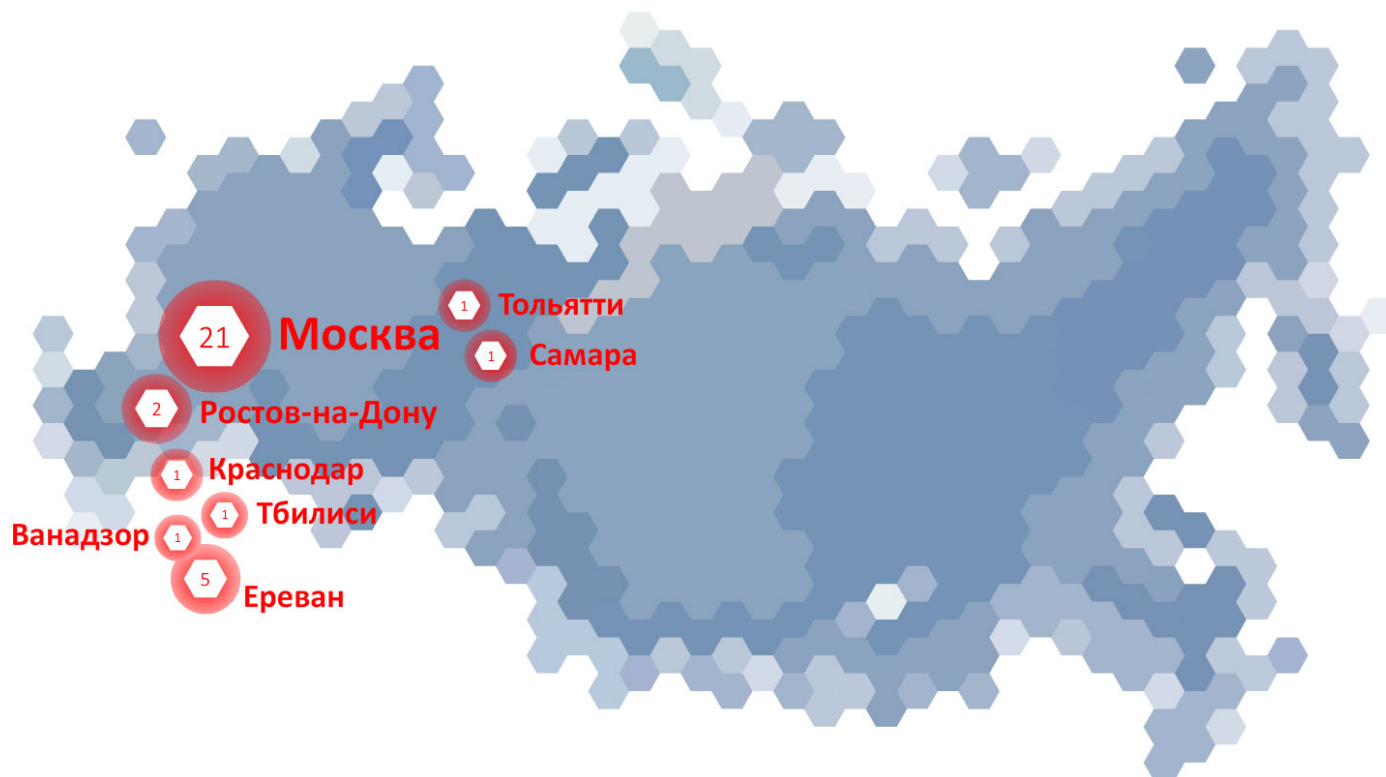 1 Тольятти
21 Москва
1 Самара
2 Ростов-на-Дону
1 Краснодар
1 Тбилиси
Ванадзор 1
5 Ереван